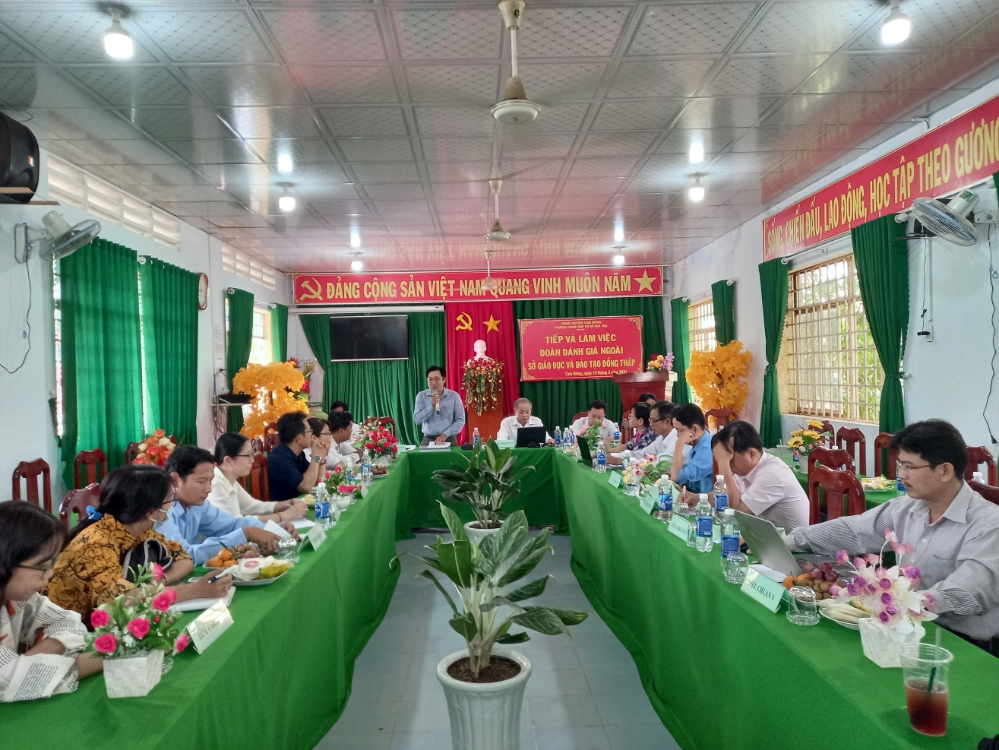 SỐNG, CHIẾN ĐẤU, LAO ĐỘNG, HỌC TẬP THEO GƯƠNG
ĐẢNG CỘNG SẢN VIỆT NAM QUANG VINH MUÔN NĂM
UBND HUYỆN TAM NÔNG
TRƯỜNG TRUNG HỌC CƠ SỞ PHÚ THỌ
TIẾP VÀ LÀM VIỆC
ĐOÀN ĐÁNH GIÁ NGOÀI
SỞ GIÁO DỤC VÀ ĐÀO TẠO ĐỒNG THÁP
Tam Nông, ngày 19 tháng 3 năm 2021
TIÊU CHUẨN V